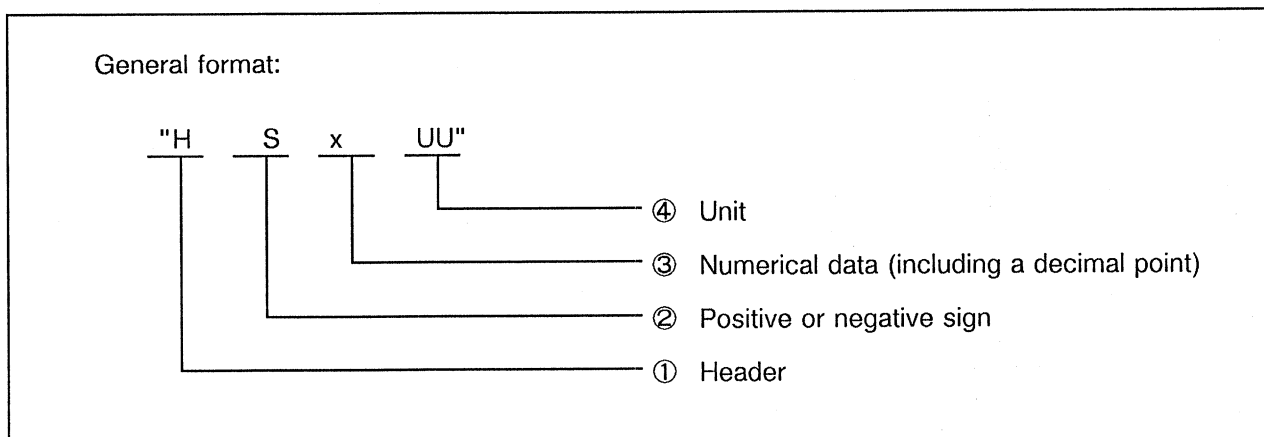 General format:
"H S x UU"
④ Unit
③ Numerical data (including a decimal point)
② Positive or negative sign
① Header